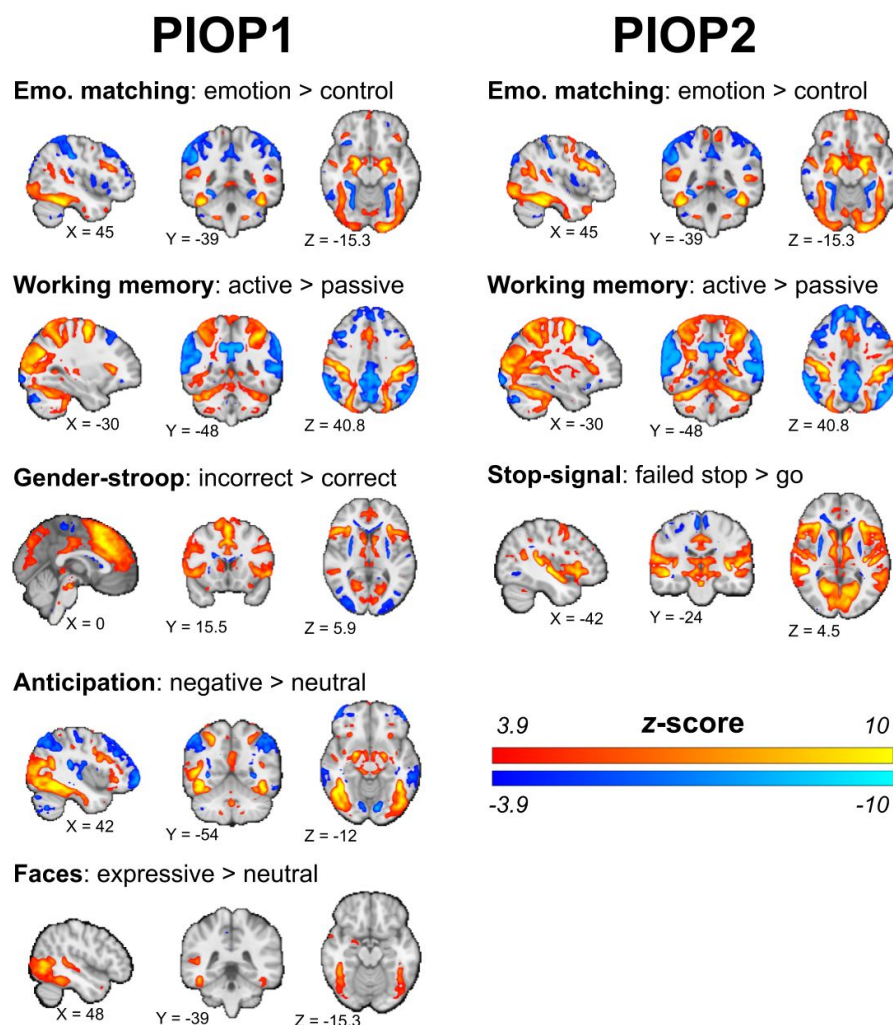 PIOP1
PIOP2
Emo. matching: emotion > control
X = 45
Y = -39
Z = -15.3
Emo. matching: emotion > control
X = 45
Y = -39
Z = -15.3
Working memory: active > passive
X = -30
Y = -48
Z = 40.8
Working memory: active > passive
X = -30
Y = -48
Z = 40.8
Gender-stroop: incorrect > correct
X = 0
Y = 15.5
Z = 5.9
Stop-signal: failed stop > go
X = -42
Y = -24
Z = 4.5
Anticipation: negative > neutral
X = 42
Y = -54
Z = -12
3.9 z-score 10
-3.9 -10
Faces: expressive > neutral
X = 48
Y = -39
Z = -15.3